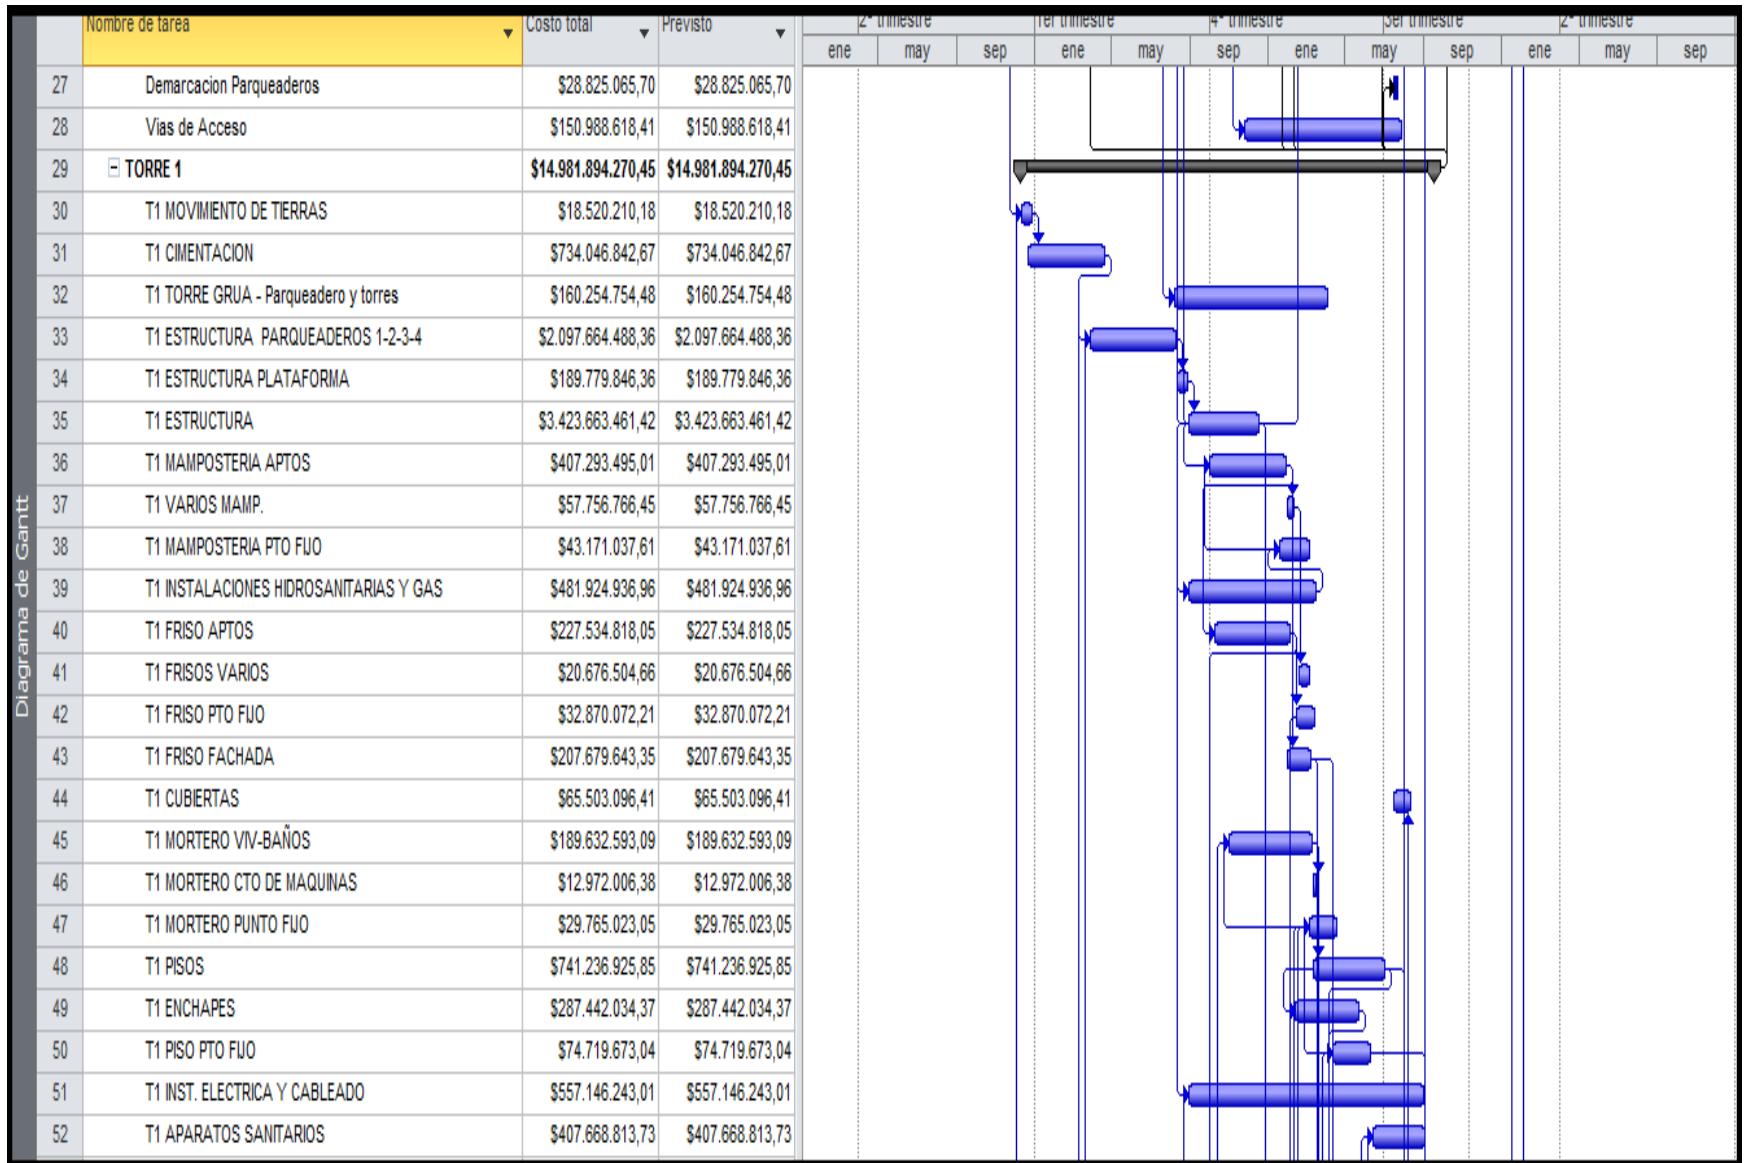 Nombre de tarea Costo total Previsto 2º trimestre 1er trimestre 4º trimestre 3er trimestre 2º trimestre
ene may sep ene may sep ene may sep ene may sep
27 Demarcacion Parqueaderos $28.825.065,70 $28.825.065,70
28 Vias de Acceso $150.988.618,41 $150.988.618,41
29 TORRE 1 $14.981.894.270,45 $14.981.894.270,45
30 T1 MOVIMIENTO DE TIERRAS $18.520.210,18 $18.520.210,18
31 T1 CIMENTACION $734.046.842,67 $734.046.842,67
32 T1 TORRE GRUA - Parqueadero y torres $160.254.754,48 $160.254.754,48
33 T1 ESTRUCTURA PARQUEADEROS 1-2-3-4 $2.097.664.488,36 $2.097.664.488,36
34 T1 ESTRUCTURA PLATAFORMA $189.779.846,36 $189.779.846,36
35 T1 ESTRUCTURA $3.423.663.461,42 $3.423.663.461,42
36 T1 MAMPOSTERIA APTOS $407.293.495,01 $407.293.495,01
37 T1 VARIOS MAMP. $57.756.766,45 $57.756.766,45
38 T1 MAMPOSTERIA PTO FIJO $43.171.037,61 $43.171.037,61
39 T1 INSTALACIONES HIDROSANITARIAS Y GAS $481.924.936,96 $481.924.936,96
40 T1 FRISO APTOS $227.534.818,05 $227.534.818,05
41 T1 FRISOS VARIOS $20.676.504,66 $20.676.504,66
42 T1 FRISO PTO FIJO $32.870.072,21 $32.870.072,21
43 T1 FRISO FACHADA $207.679.643,35 $207.679.643,35
44 T1 CUBIERTAS $65.503.096,41 $65.503.096,41
45 T1 MORTERO VIV-BAÑOS $189.632.593,09 $189.632.593,09
46 T1 MORTERO CTO DE MAQUINAS $12.972.006,38 $12.972.006,38
47 T1 MORTERO PUNTO FIJO $29.765.023,05 $29.765.023,05
48 T1 PISOS $741.236.925,85 $741.236.925,85
49 T1 ENCHAPES $287.442.034,37 $287.442.034,37
50 T1 PISO PTO FIJO $74.719.673,04 $74.719.673,04
51 T1 INST. ELECTRICA Y CABLEADO $557.146.243,01 $557.146.243,01
52 T1 APARATOS SANITARIOS $407.668.813,73 $407.668.813,73
Diagrama de Gantt